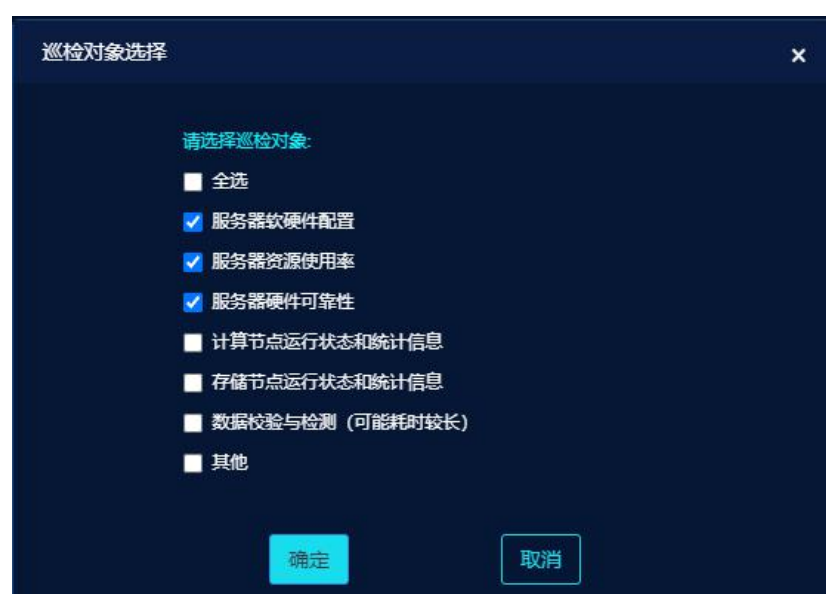 巡检对象选择
×
请选择巡检对象:
全选
服务器软硬件配置
服务器资源使用率
服务器硬件可靠性
计算节点运行状态和统计信息
存储节点运行状态和统计信息
数据校验与检测（可能耗时较长）
其他
确定 取消